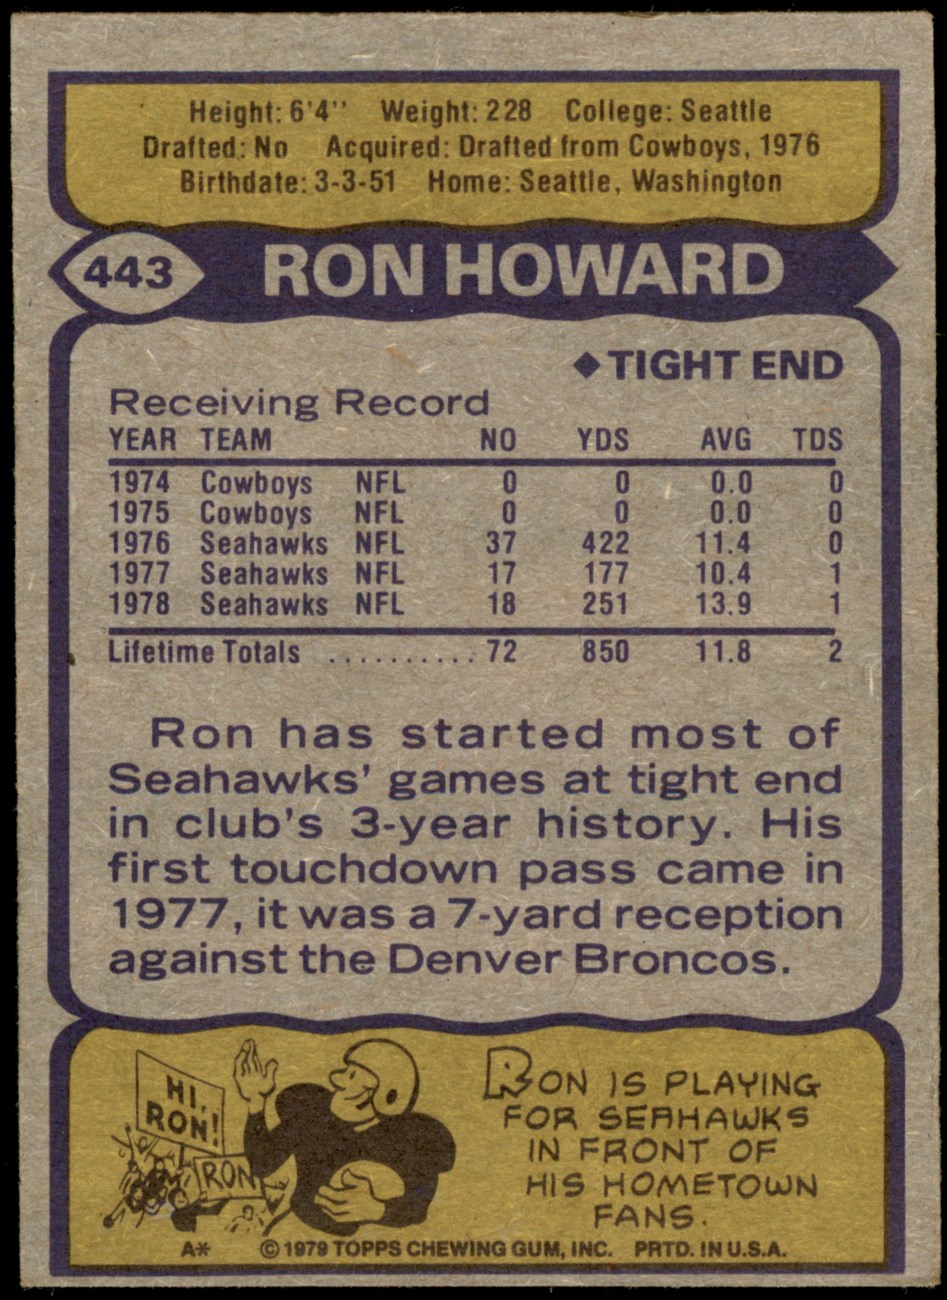 Height: 6'4" Weight: 228 College: Seattle
Drafted: No Acquired: Drafted from Cowboys, 1976
Birthdate: 3-3-51 Home: Seattle, Washington
443 RON HOWARD
◆TIGHT END
Receiving Record
YEAR TEAM NO YDS AVG TDS
1974 Cowboys NFL 0 0 0.0 0
1975 Cowboys NFL 0 0 0.0 0
1976 Seahawks NFL 37 422 11.4 0
1977 Seahawks NFL 17 177 10.4 1
1978 Seahawks NFL 18 251 13.9 1
Lifetime Totals .......... 72 850 11.8 2
Ron has started most of
Seahawks' games at tight end
in club's 3-year history. His
first touchdown pass came in
1977, it was a 7-yard reception
against the Denver Broncos.
HI,
RON!
RON
RON IS PLAYING
FOR SEAHAWKS
IN FRONT OF
HIS HOMETOWN
FANS.
A* © 1979 TOPPS CHEWING GUM, INC. PRTD. IN U.S.A.